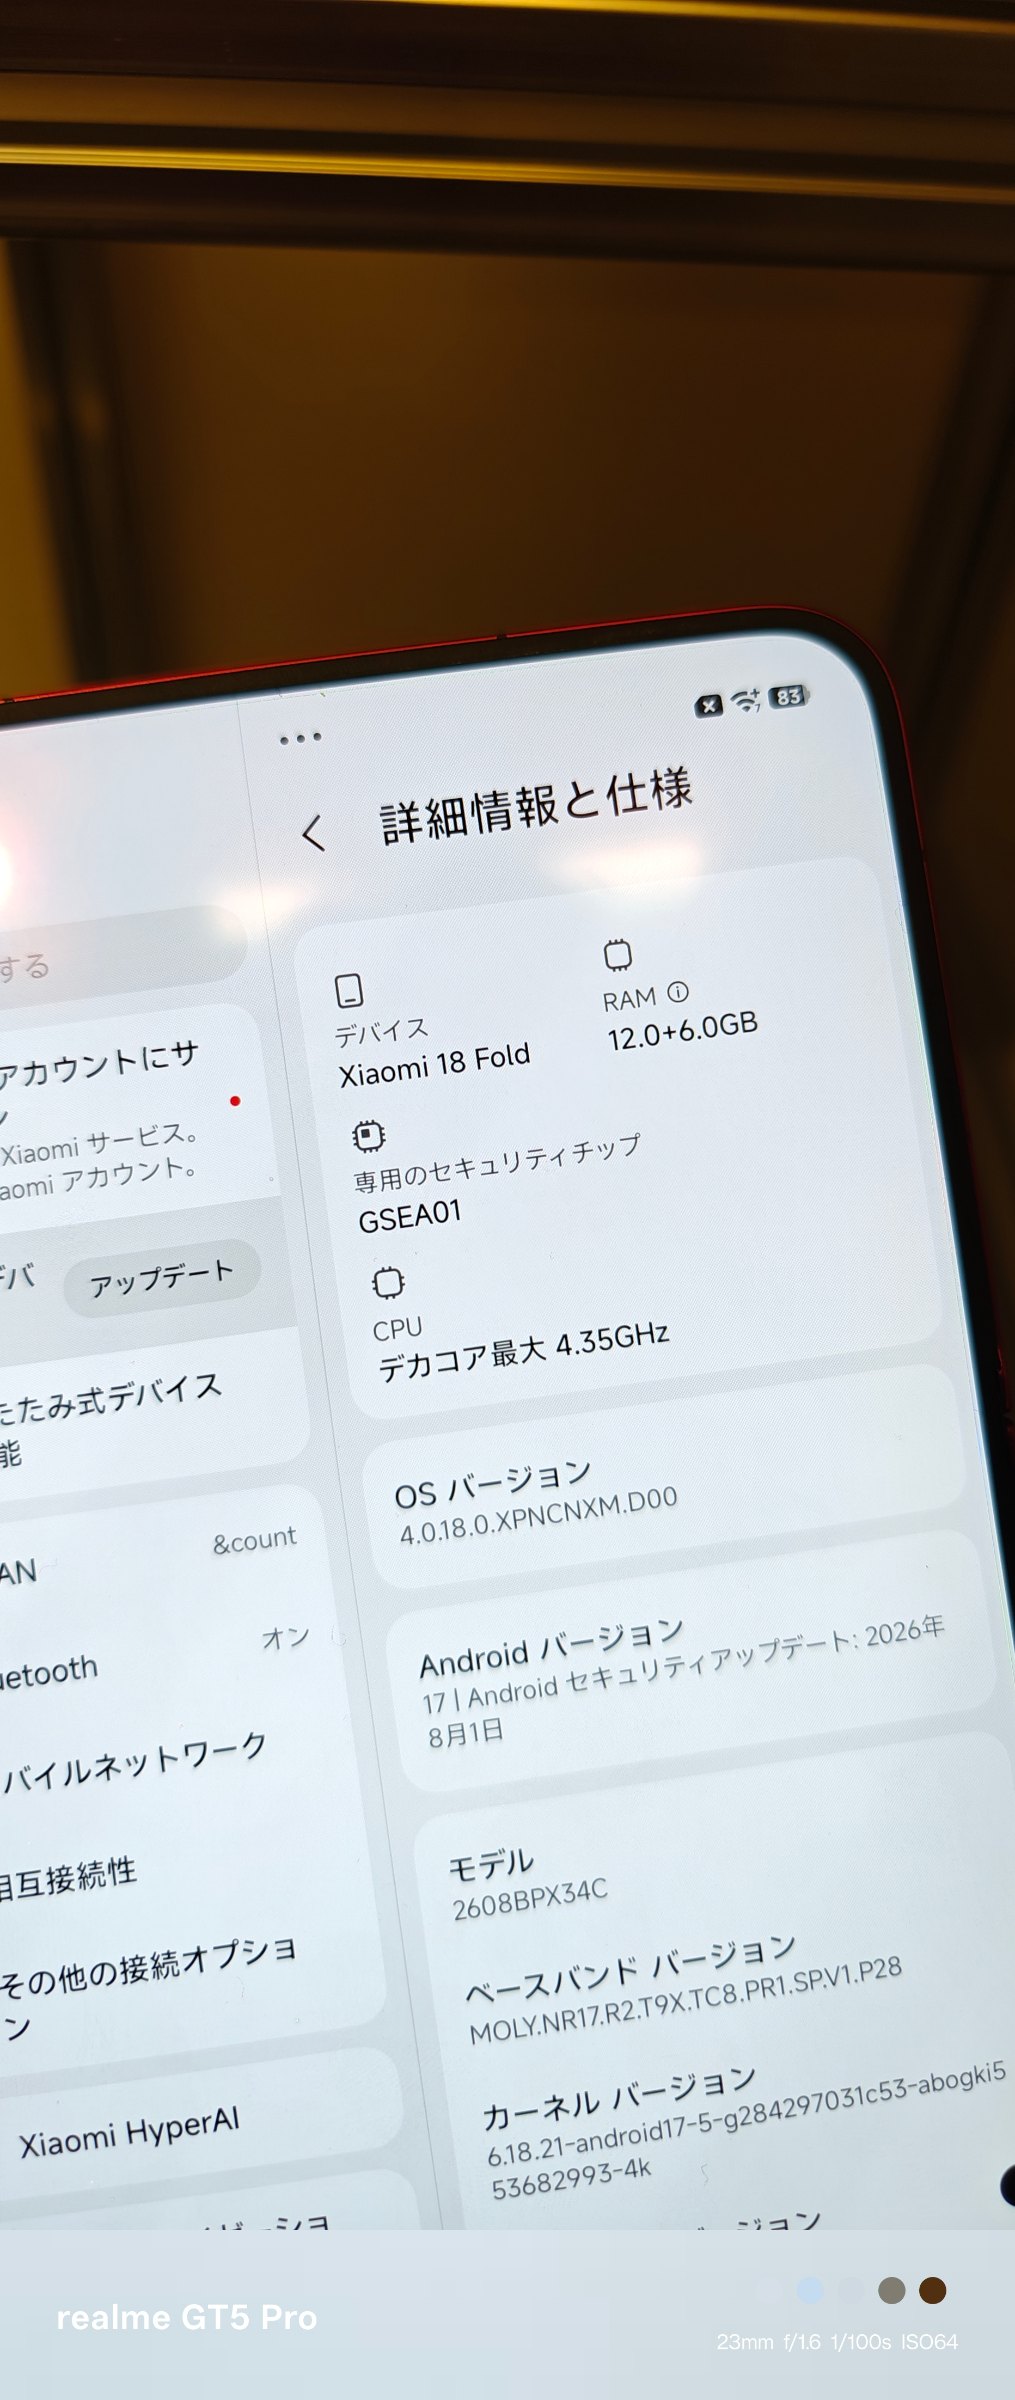 83
詳細情報と仕様
デバイス
Xiaomi 18 Fold
RAM
12.0+6.0GB
専用のセキュリティチップ
GSEA01
CPU
デカコア最大 4.35GHz
OS バージョン
4.0.18.0.XPNCNXM.D00
Android バージョン
17 | Android セキュリティアップデート: 2026年
8月1日
モデル
2608BPX34C
ベースバンド バージョン
MOLY.NR17.R2.T9X.TC8.PR1.SP.V1.P28
カーネル バージョン
6.18.21-android17-5-g284297031c53-abogki5
53682993-4k
する
アカウントにサ
Xiaomi サービス。
aomi アカウント。
デバ
アップデート
たたみ式デバイス
能
AN
&count
uetooth
オン
バイルネットワーク
相互接続性
その他の接続オプショ
ン
Xiaomi HyperAI
realme GT5 Pro
23mm f/1.6 1/100s ISO64